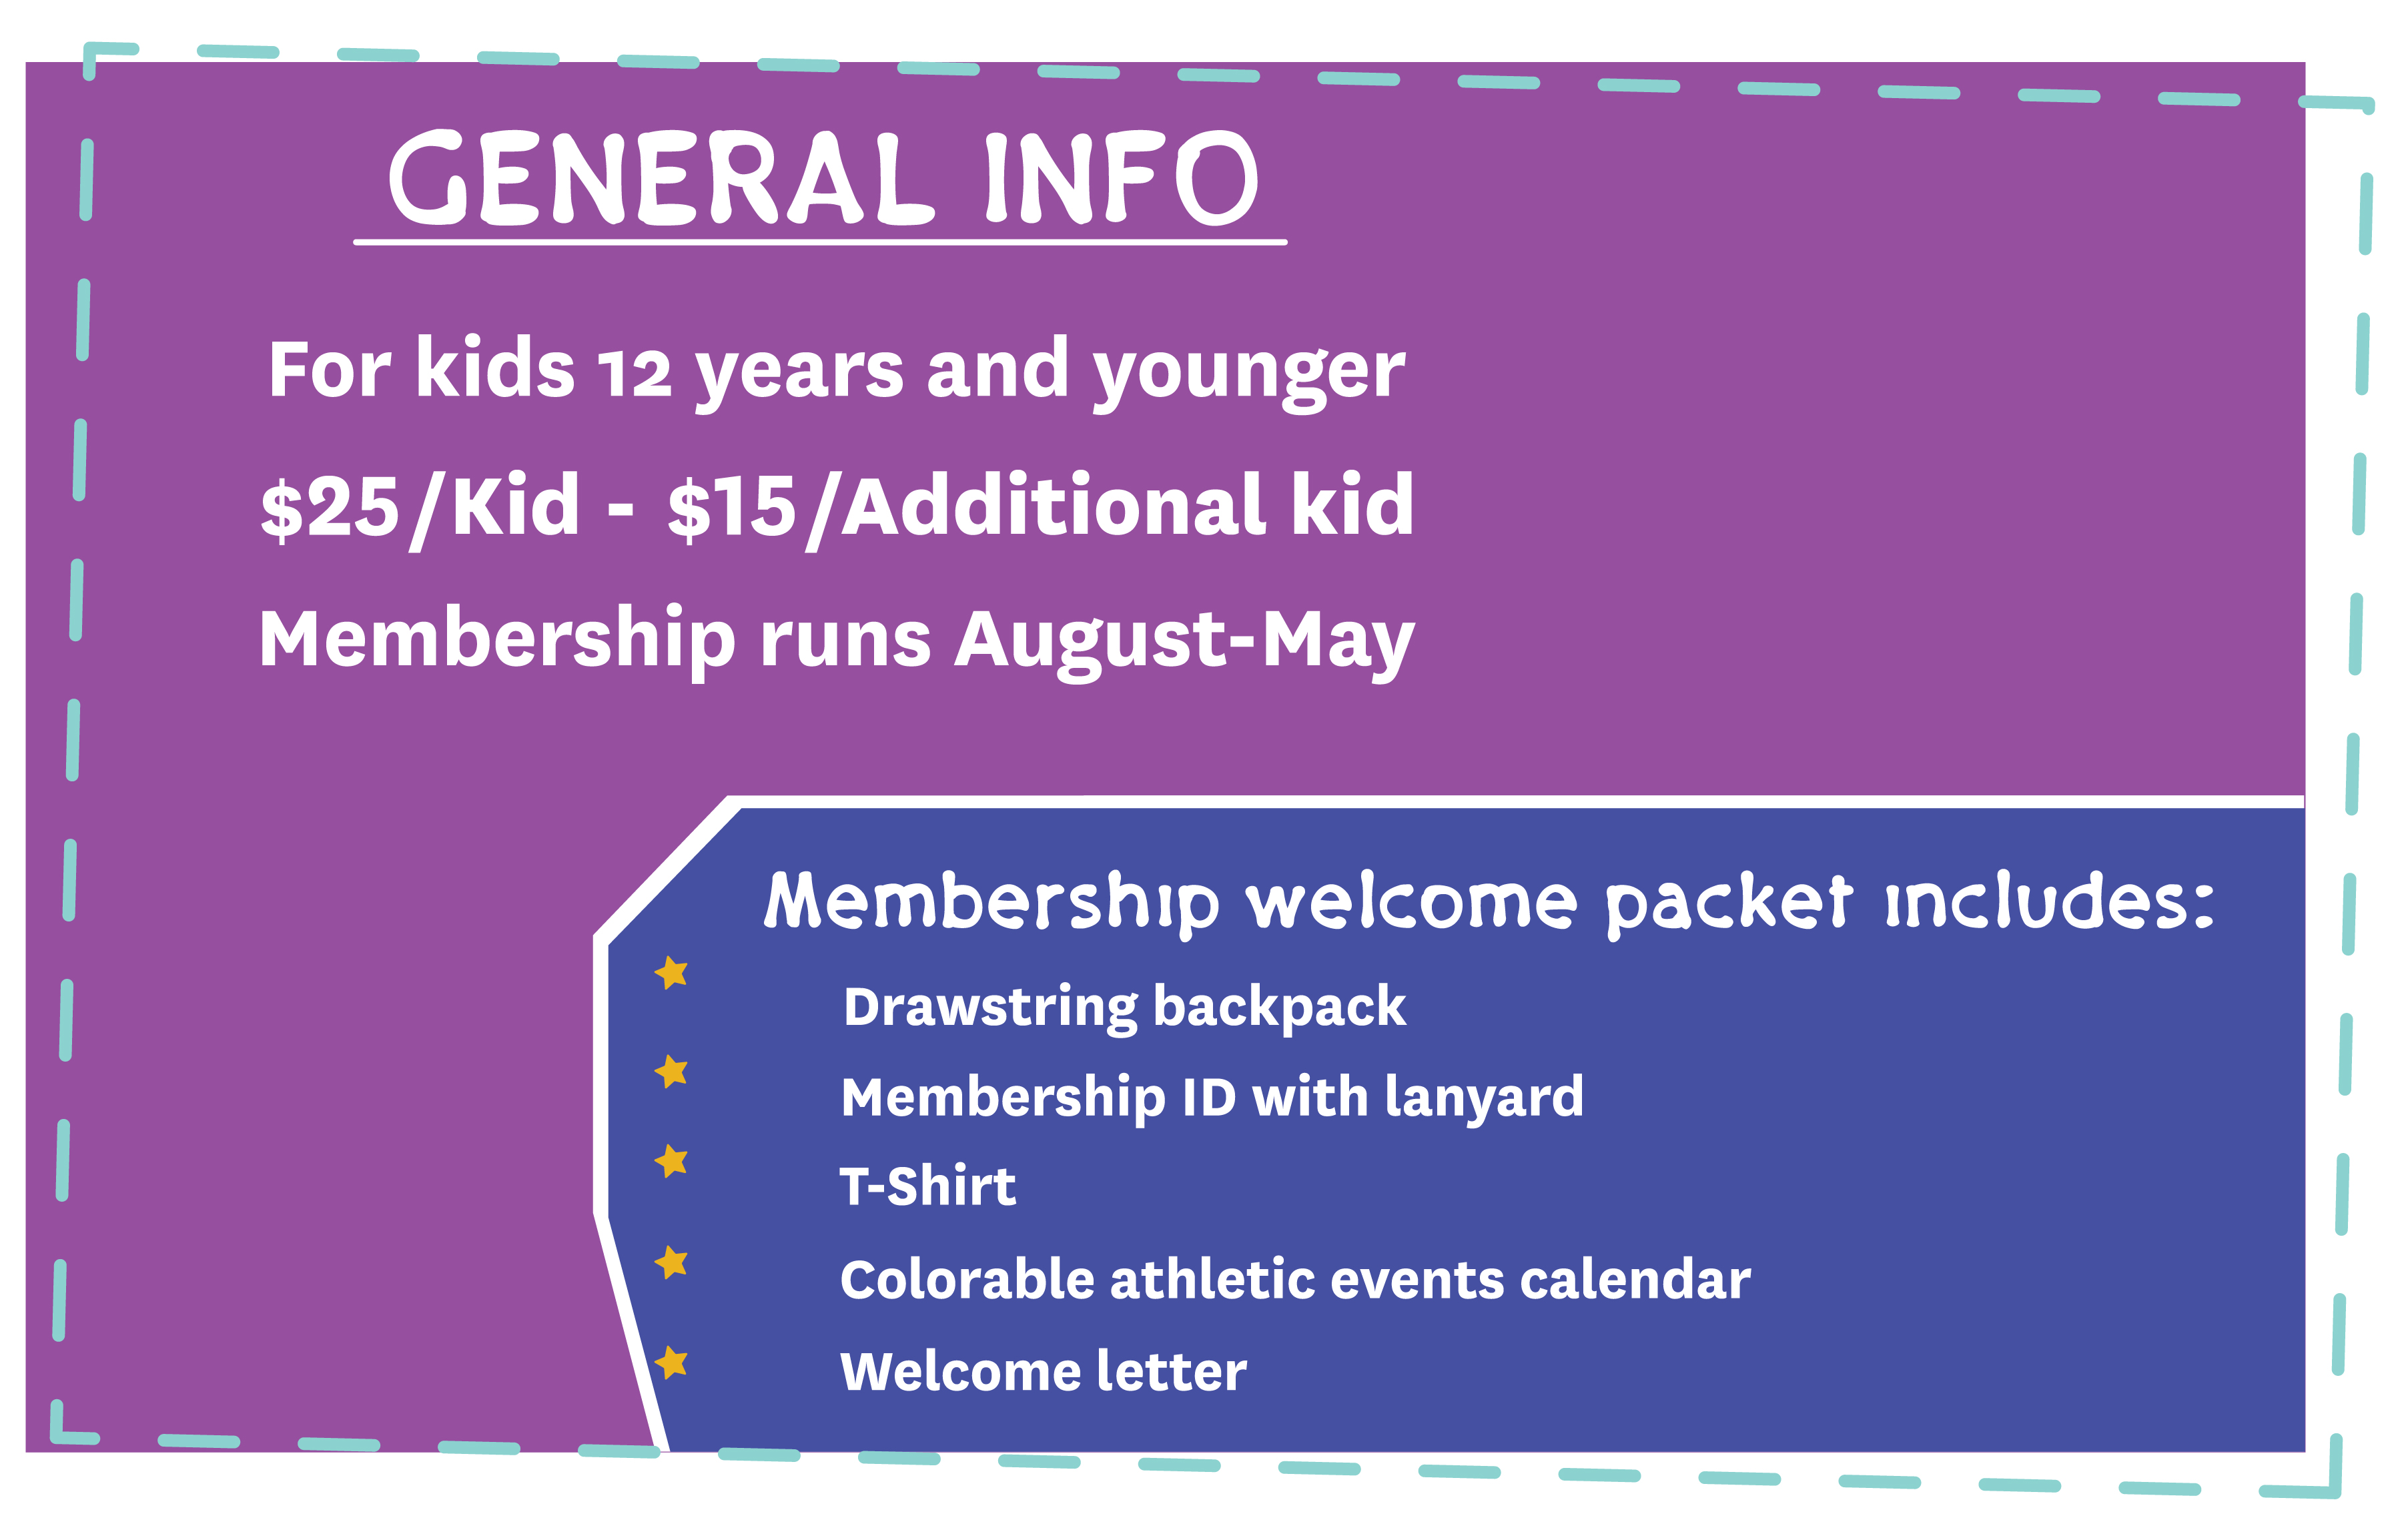 GENERAL INFO
For kids 12 years and younger
$25/Kid - $15/Additional kid
Membership runs August-May
Membership welcome packet includes:
Drawstring backpack
Membership ID with lanyard
T-Shirt
Colorable athletic events calendar
Welcome letter